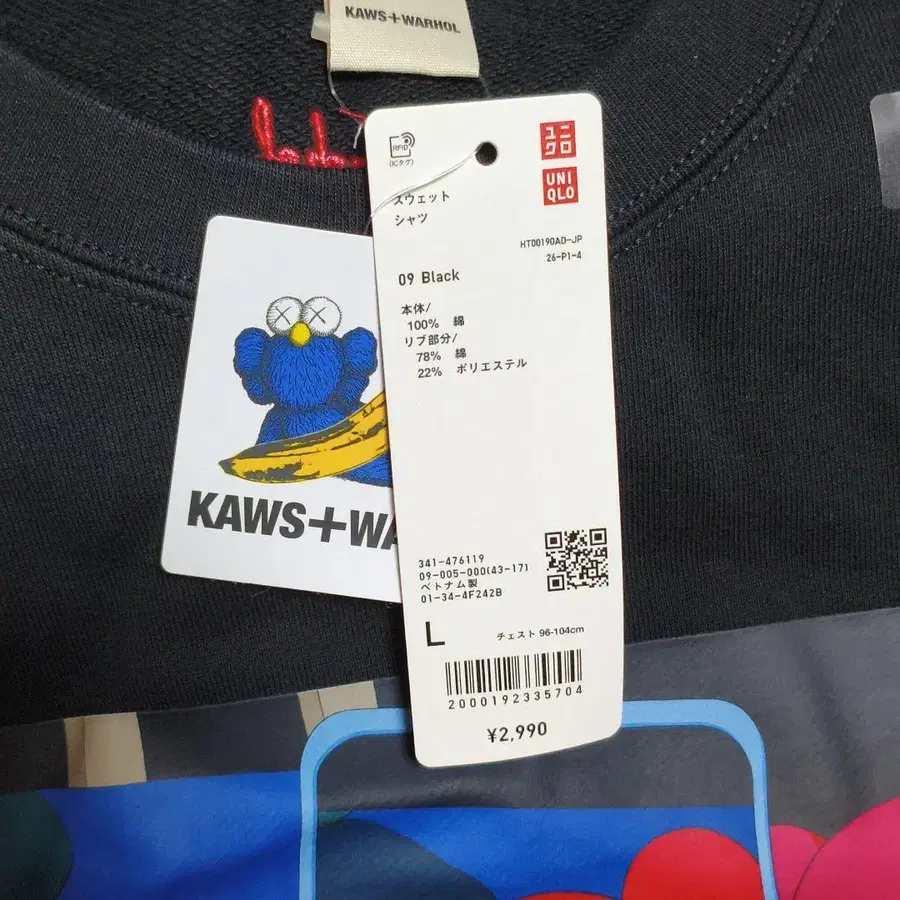 KAWS+WARHOL
RFID
(ICタグ)
ユニ
クロ
UNI
QLO
スウェット
シャツ
HT00190AD-JP
26-P1-4
09 Black
本体/
100% 綿
リブ部分/
78% 綿
22% ポリエステル
KAWS+WA
341-476119
09-005-000(43-17)
ベトナム製
01-34-4F242B
L
チェスト 96-104cm
2000192335704
¥2,990